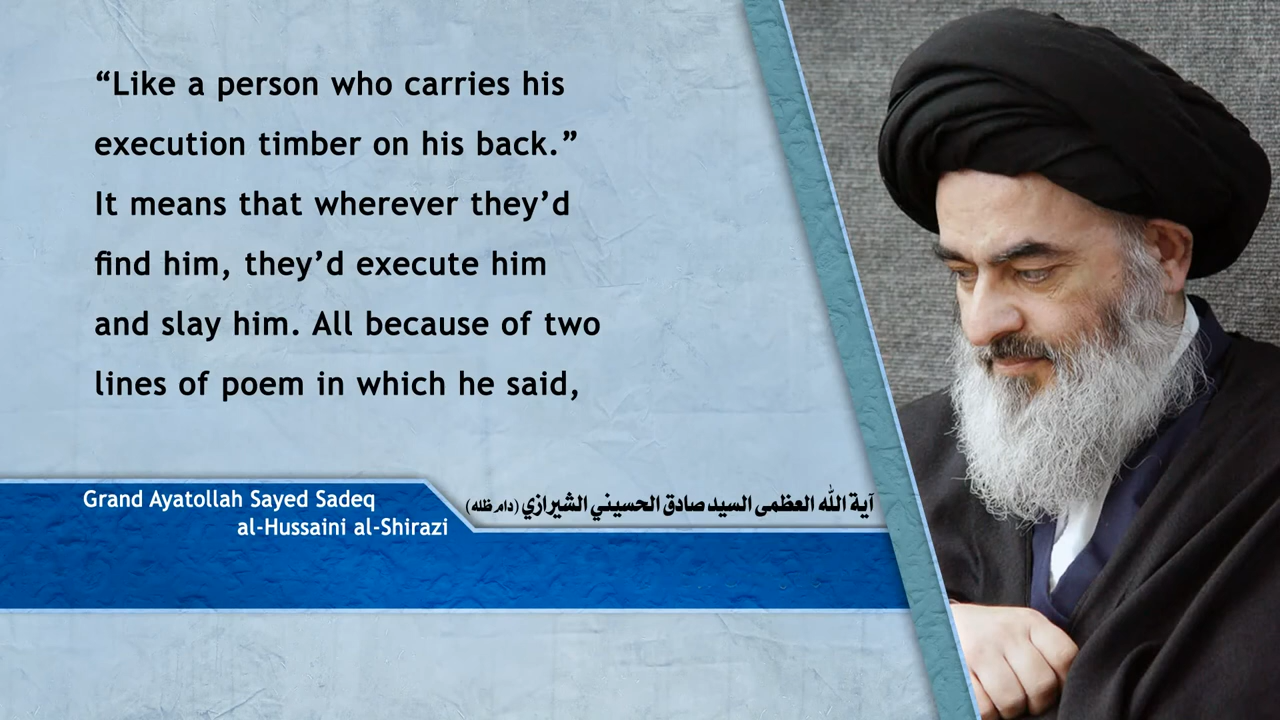 “Like a person who carries his
execution timber on his back.”
It means that wherever they’d
find him, they’d execute him
and slay him. All because of two
lines of poem in which he said,
Grand Ayatollah Sayed Sadeq
al-Hussaini al-Shirazi
آية الله العظمى السيد صادق الحسيني الشيرازي (دام ظله)